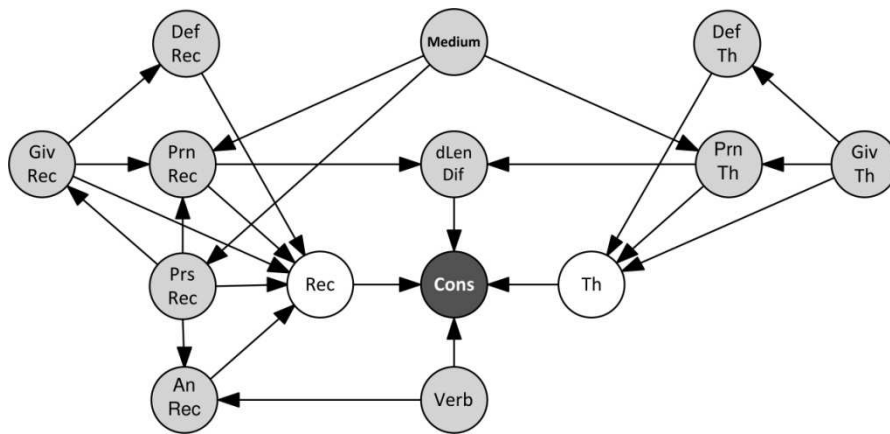 Def
Rec
Medium
Def
Th
Giv
Rec
Prn
Rec
dLen
Dif
Prn
Th
Giv
Th
Prs
Rec
Rec
Cons
Th
An
Rec
Verb